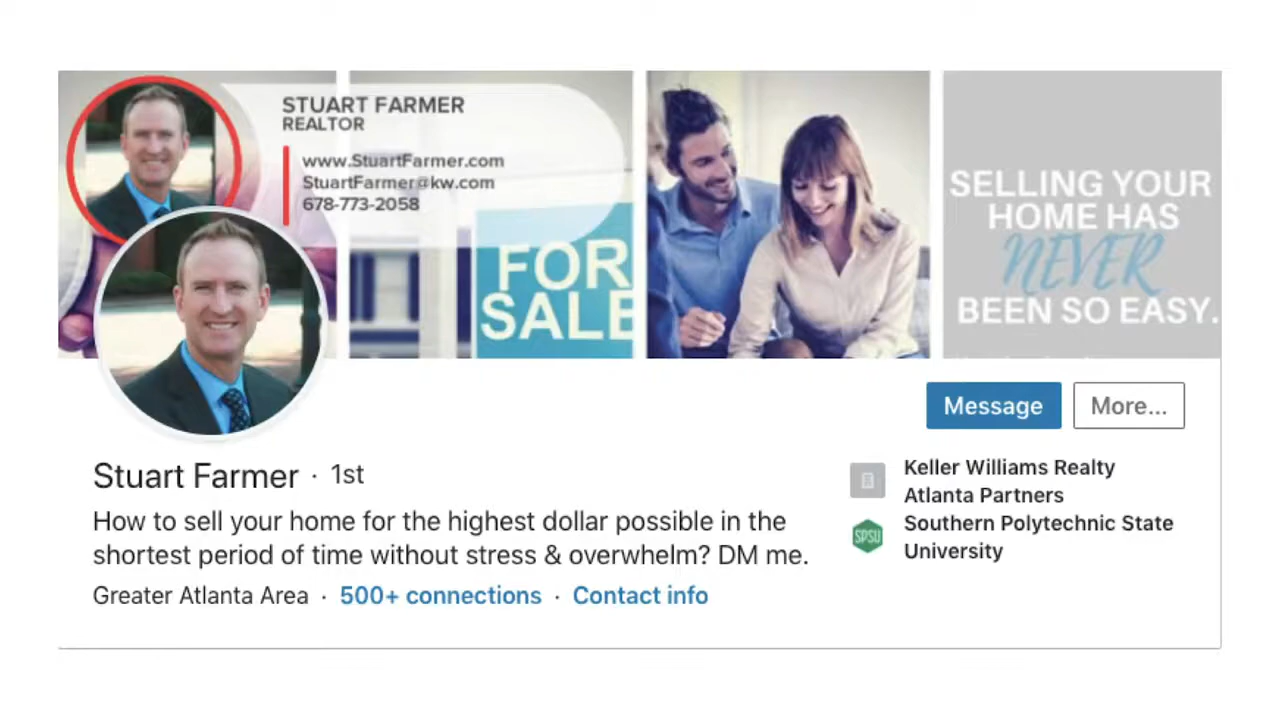 STUART FARMER
REALTOR
www.StuartFarmer.com
StuartFarmer@kw.com
678-773-2058
FOR
SALE
SELLING YOUR
HOME HAS
NEVER
BEEN SO EASY.
Message
More...
Stuart Farmer · 1st
How to sell your home for the highest dollar possible in the
shortest period of time without stress & overwhelm? DM me.
Greater Atlanta Area · 500+ connections · Contact info
Keller Williams Realty
Atlanta Partners
SPSU
Southern Polytechnic State
University